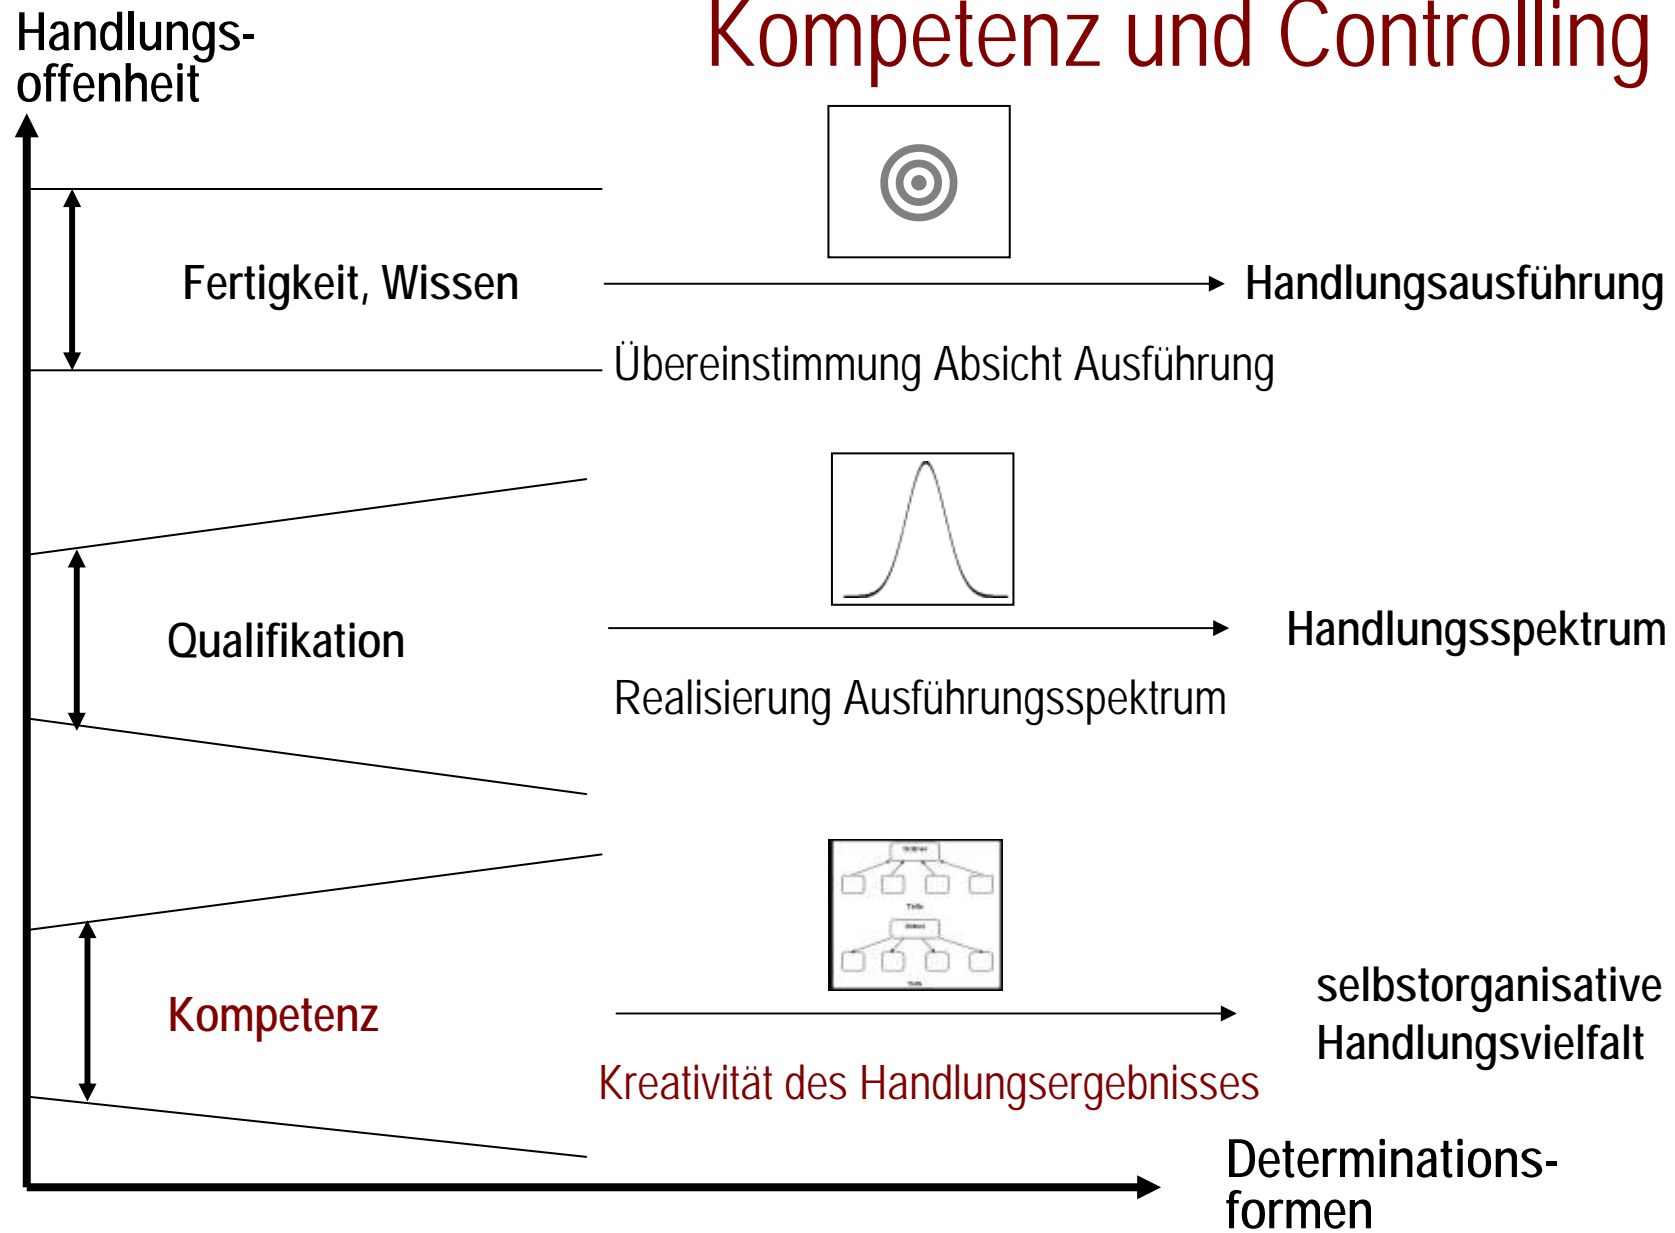 Handlungs-
offenheit
Kompetenz und Controlling
Fertigkeit, Wissen
Handlungsausführung
Übereinstimmung Absicht Ausführung
Qualifikation
Handlungsspektrum
Realisierung Ausführungsspektrum
Kompetenz
selbstorganisative
Handlungsvielfalt
Kreativität des Handlungsergebnisses
Determinations-
formen